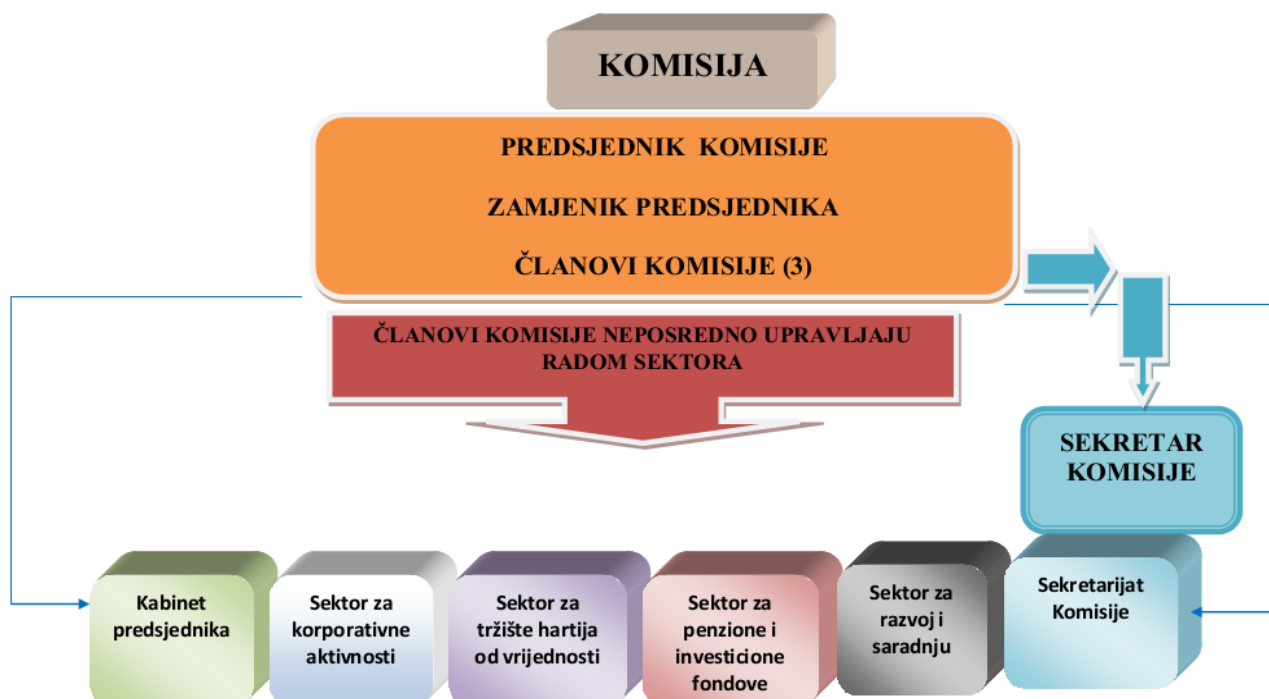 KOMISIJA
PREDSJEDNIK KOMISIJE
ZAMJENIK PREDSJEDNIKA
ČLANOVI KOMISIJE (3)
ČLANOVI KOMISIJE NEPOSREDNO UPRAVLJAJU
RADOM SEKTORA
SEKRETAR
KOMISIJE
Kabinet
predsjednika
Sektor za
korporativne
aktivnosti
Sektor za
tržište hartija
od vrijednosti
Sektor za
penzione i
investicione
fondove
Sektor za
razvoj i
saradnju
Sekretarijat
Komisije